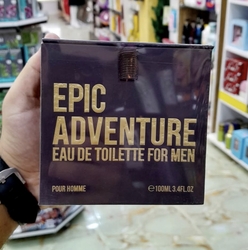 EPIC
ADVENTURE
EAU DE TOILETTE FOR MEN
POUR HOMME ℮100ML 3.4FL.OZ